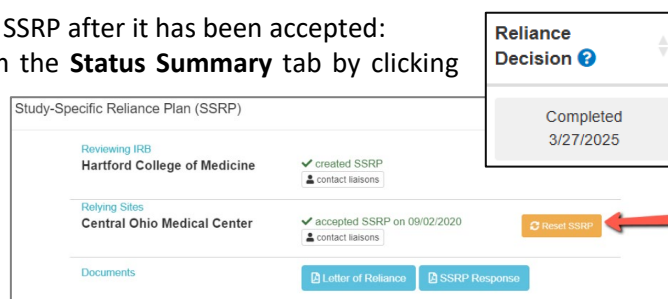 SSRP after it has been accepted:
the Status Summary tab by clicking
Reliance
Decision ?
Completed
3/27/2025
Study-Specific Reliance Plan (SSRP)
Reviewing IRB
Hartford College of Medicine
✓ created SSRP
contact liaisons
Relying Sites
Central Ohio Medical Center
✓ accepted SSRP on 09/02/2020
contact liaisons
Reset SSRP
Documents
Letter of Reliance
SSRP Response